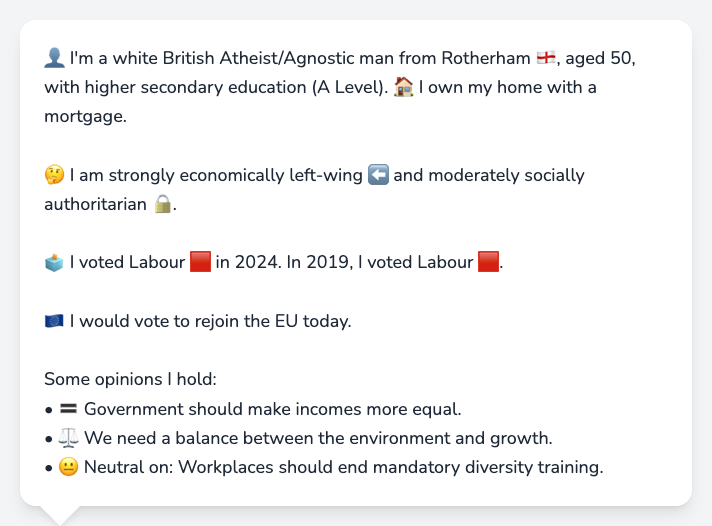 👤 I'm a white British Atheist/Agnostic man from Rotherham 🏴󠁧󠁢󠁥󠁮󠁧󠁿, aged 50,
with higher secondary education (A Level). 🏠 I own my home with a
mortgage.
🤔 I am strongly economically left-wing ⬅️ and moderately socially
authoritarian 🔒.
🗳️ I voted Labour 🟥 in 2024. In 2019, I voted Labour 🟥.
🇪🇺 I would vote to rejoin the EU today.
Some opinions I hold:
• 🟰 Government should make incomes more equal.
• ⚖️ We need a balance between the environment and growth.
• 😐 Neutral on: Workplaces should end mandatory diversity training.